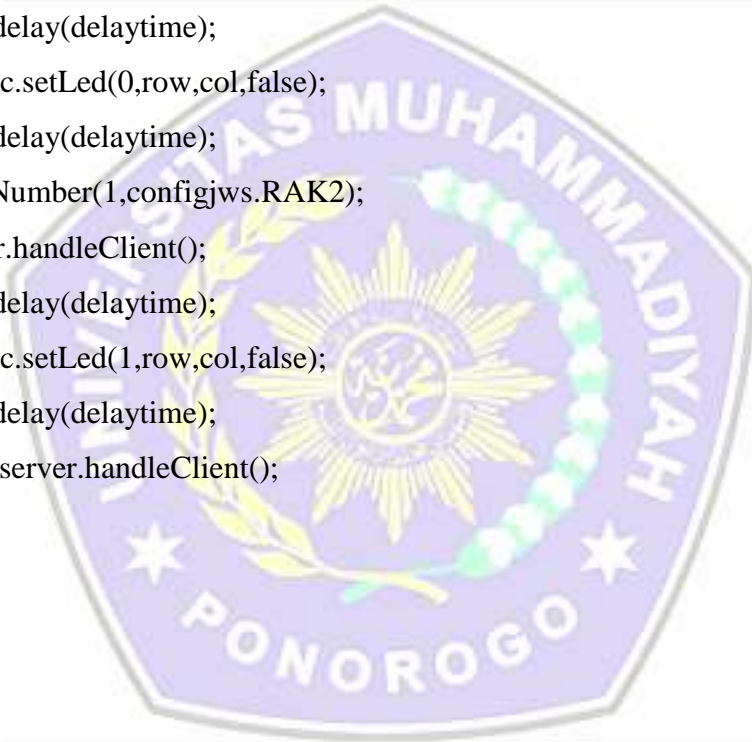 delay(delaytime);
c.setLed(0,row,col,false);
delay(delaytime);
Number(1,configjws.RAK2);
r.handleClient();
delay(delaytime);
c.setLed(1,row,col,false);
delay(delaytime);
server.handleClient();
UNIVERSITAS MUHAMMADIYAH
PONOROGO